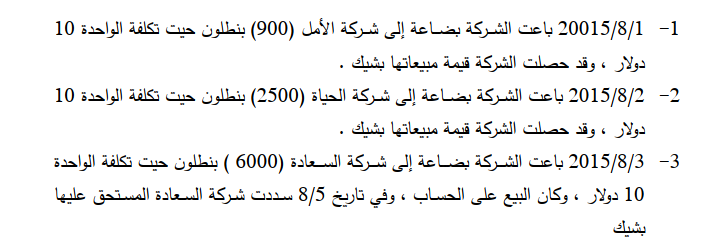 1- 20015/8/1 باعت الشركة بضاعة إلى شركة الأمل (900) بنطلون حيت تكلفة الواحدة 10
دولار ، وقد حصلت الشركة قيمة مبيعاتها بشيك .
2- 2015/8/2 باعت الشركة بضاعة إلى شركة الحياة (2500) بنطلون حيت تكلفة الواحدة 10
دولار ، وقد حصلت الشركة قيمة مبيعاتها بشيك .
3- 2015/8/3 باعت الشركة بضاعة إلى شركة السعادة (6000 ) بنطلون حيت تكلفة الواحدة
10 دولار ، وكان البيع على الحساب ، وفي تاريخ 8/5 سددت شركة السعادة المستحق عليها
بشيك